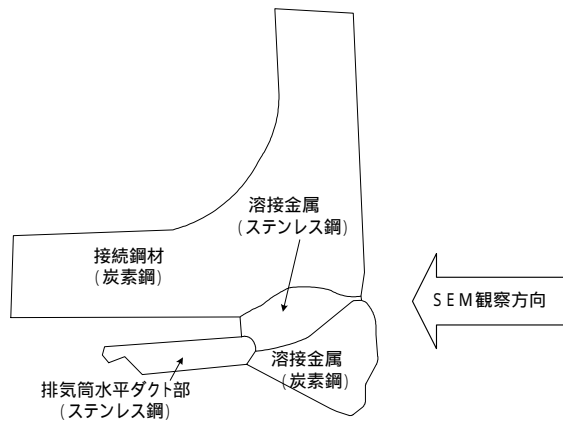 溶接金属
(ステンレス鋼)
接続鋼材
(炭素鋼)
SEM観察方向
溶接金属
(炭素鋼)
排気筒水平ダクト部
(ステンレス鋼)